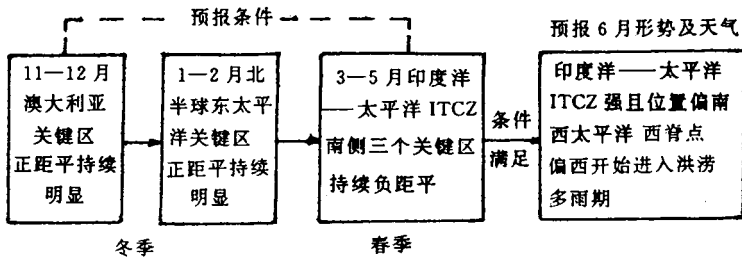 预报条件
预报6月形势及天气
11—12月
澳大利亚
关键区
正距平持续
明显
1—2月北
半球东太平
洋关键区
正距平持续
明显
3—5月印度洋
——太平洋ITCZ
南侧三个关键区
持续负距平
条件
满足
印度洋——太平洋
ITCZ强且位置偏南
西太平洋 西脊点
偏西开始进入洪涝
多雨期
冬季
春季